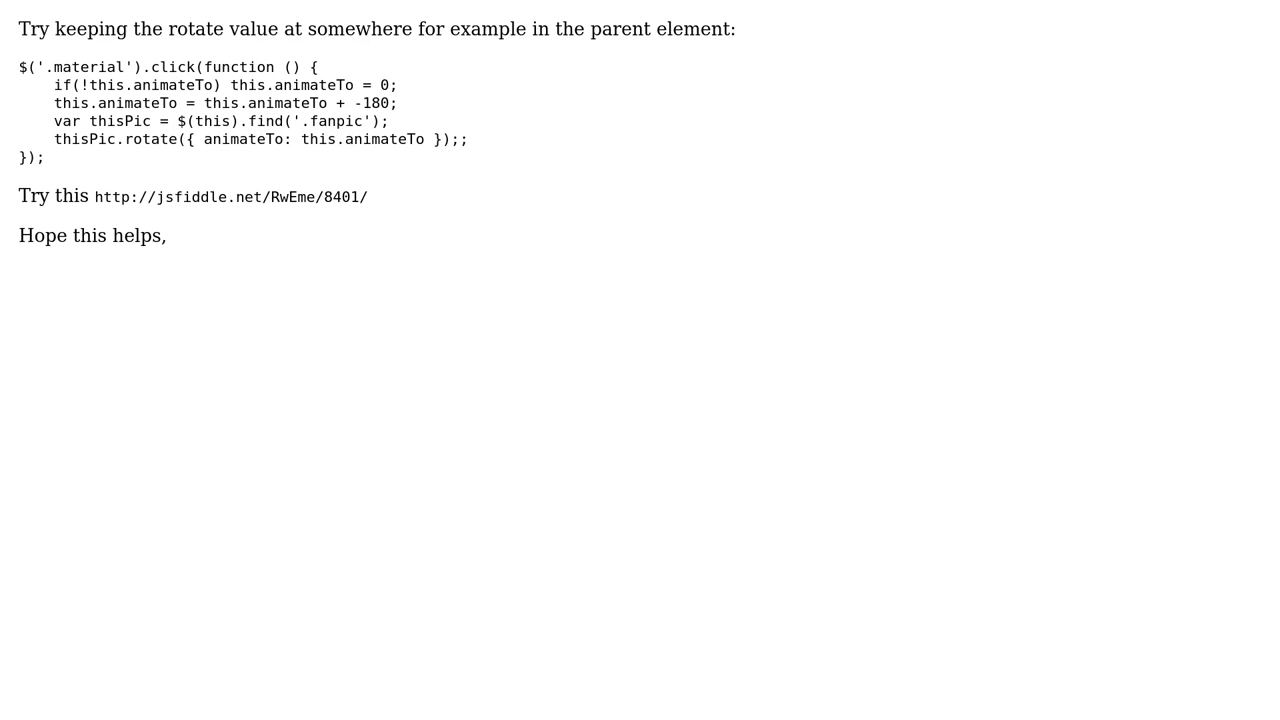 Try keeping the rotate value at somewhere for example in the parent element:
$('.material').click(function () {
    if(!this.animateTo) this.animateTo = 0;
    this.animateTo = this.animateTo + -180;
    var thisPic = $(this).find('.fanpic');
    thisPic.rotate({ animateTo: this.animateTo });;
});
Try this http://jsfiddle.net/RwEme/8401/
Hope this helps,